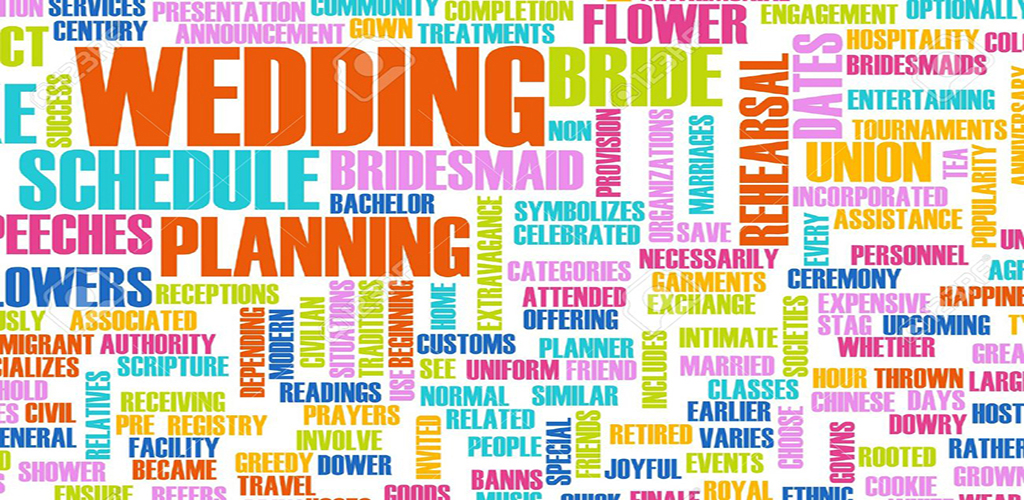 SERVICES
PRESENTATION
COMMUNITY
COMPLETION
FLOWER
ENGAGEMENT
OPTIONALLY
CENTURY
ANNOUNCEMENT
GOWN
TREATMENTS
HOSPITALITY
SUCCESS
WEDDING
BRIDE
REHEARSAL
DATES
BRIDESMAIDS
ENTERTAINING
ANNIVERSARY
NON
PROVISION
ORGANIZATIONS
MARRIAGES
TOURNAMENTS
SCHEDULE
BRIDESMAID
UNION
TEA
POPULARITY
BACHELOR
INCORPORATED
PEECHES
PLANNING
EXTRAVAGANCE
SYMBOLIZES
CELEBRATED
SAVE
EVERY
ASSISTANCE
NECESSARILY
PERSONNEL
LOWERS
RECEPTIONS
CATEGORIES
GARMENTS
CEREMONY
ATTENDED
EXCHANGE
EXPENSIVE
HAPPINE
USLY
ASSOCIATED
DEPENDING
MODERN
CIVILIAN
SITUATIONS
TRADITIONS
BEGINNING
HOME
OFFERING
SOCIETIES
STAG
UPCOMING
MIGRANT
AUTHORITY
CUSTOMS
PLANNER
INCLUDES
INTIMATE
WHETHER
GREA
CIALIZES
SCRIPTURE
SEE
UNIFORM
FRIEND
MARRIED
HOUR
THROWN
LARG
HOLD
RELATIVES
RECEIVING
READINGS
USE
NORMAL
SIMILAR
CLASSES
CHINESE
DAYS
CIVIL
PRE
REGISTRY
PRAYERS
INVITED
RELATED
SPECIAL
FRIENDS
EARLIER
CHOOSE
GOWNS
DOWRY
HOST
ENERAL
FACILITY
INVOLVE
PEOPLE
RETIRED
VARIES
ROOTED
RATHER
SHOWER
BECAME
GREEDY
DOWER
JOYFUL
EVENTS
GROWN
TRAVEL
BANNS
ENSURE
REFERS
GOODS
MUSIC
QUICK
FINALE
ROYAL
ETHNIC
COOKIE